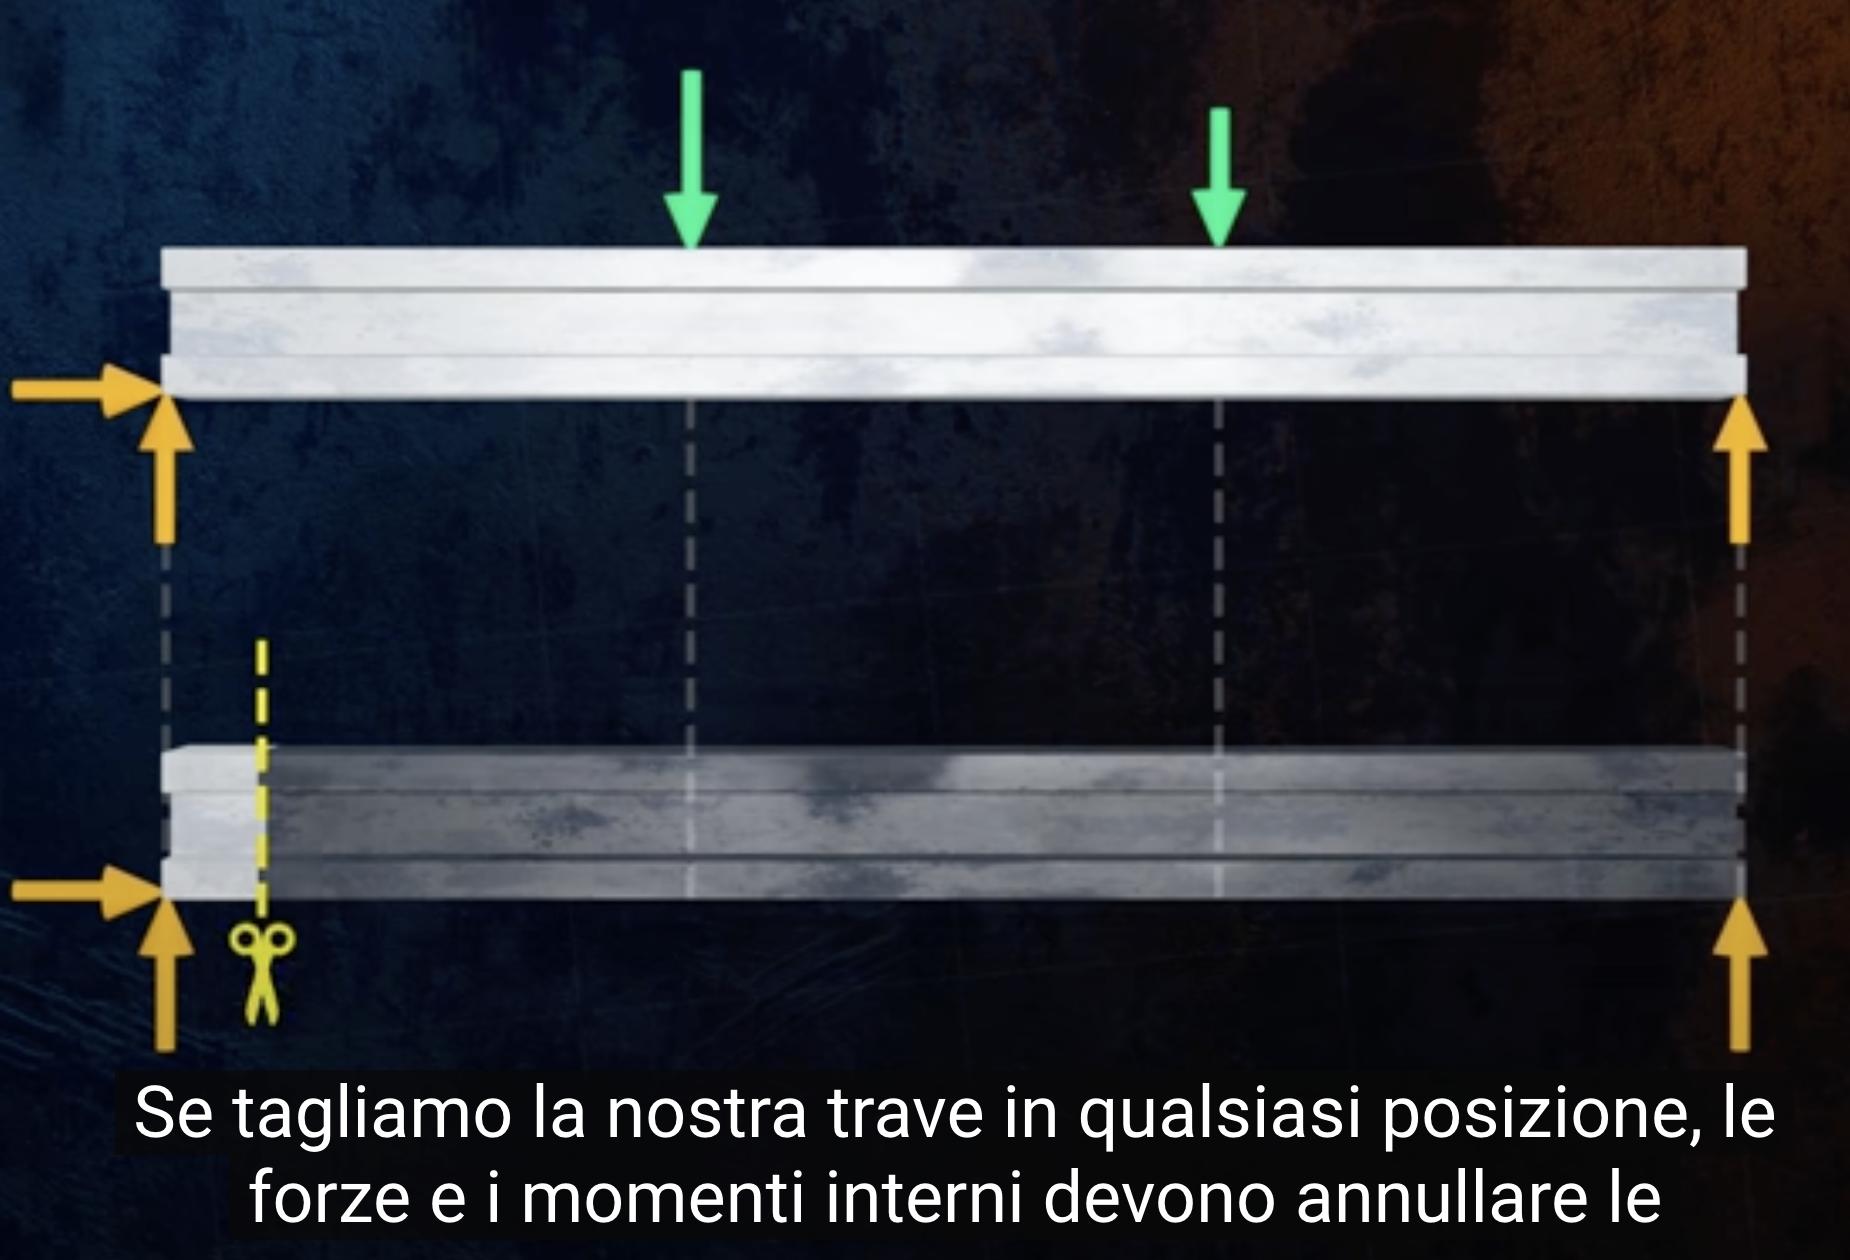 Se tagliamo la nostra trave in qualsiasi posizione, le
forze e i momenti interni devono annullare le